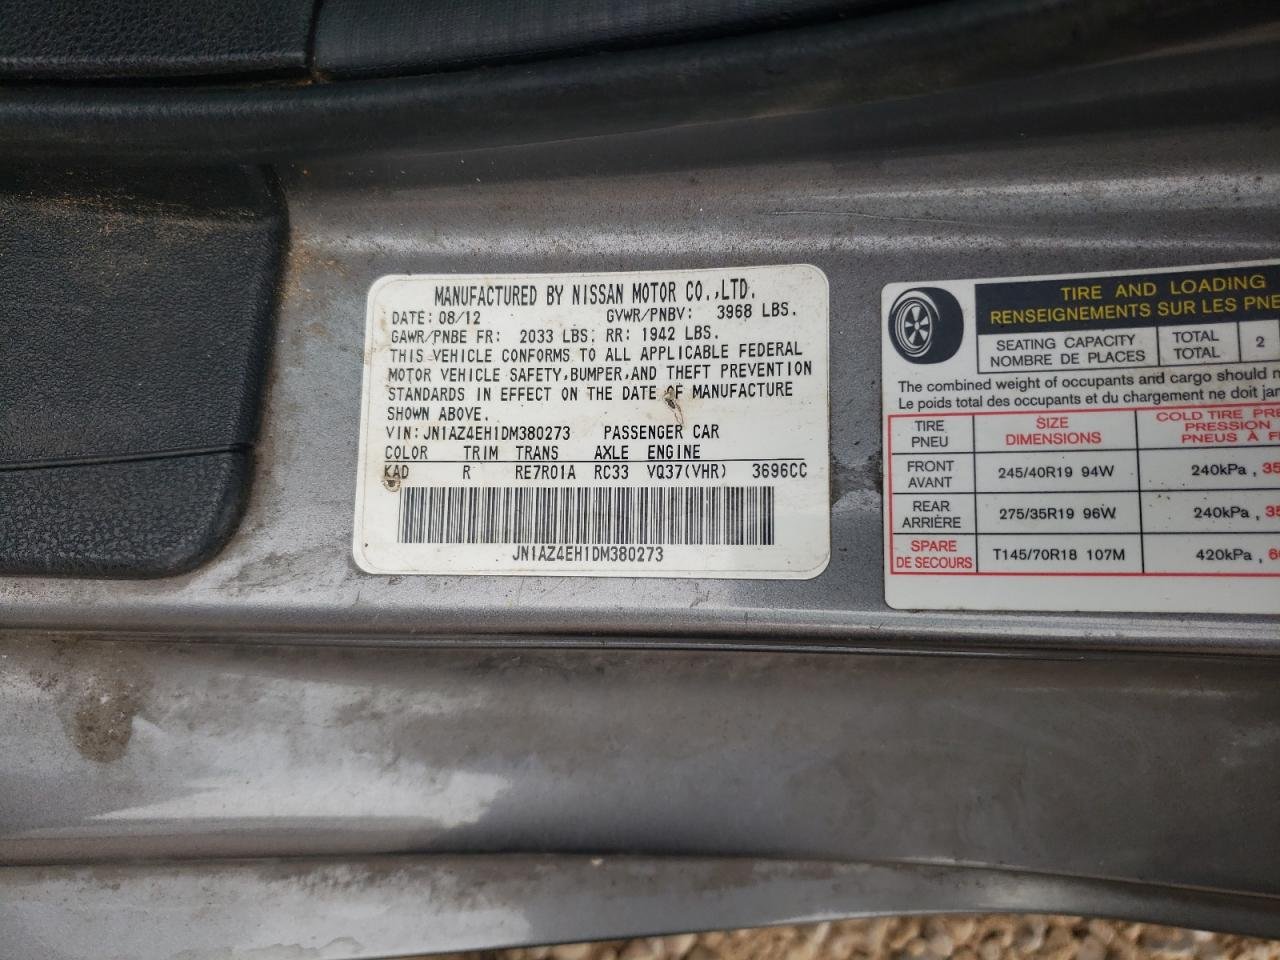 MANUFACTURED BY NISSAN MOTOR CO.,LTD.
DATE: 08/12 GVWR/PNBV: 3968 LBS.
GAWR/PNBE FR: 2033 LBS. RR: 1942 LBS.
THIS VEHICLE CONFORMS TO ALL APPLICABLE FEDERAL
MOTOR VEHICLE SAFETY,BUMPER,AND THEFT PREVENTION
STANDARDS IN EFFECT ON THE DATE OF MANUFACTURE
SHOWN ABOVE.
VIN: JN1AZ4EH1DM380273 PASSENGER CAR
COLOR TRIM TRANS AXLE ENGINE
KAD R RE7R01A RC33 VQ37(VHR) 3696CC
JN1AZ4EH1DM380273
TIRE AND LOADING
RENSEIGNEMENTS SUR LES PNE
SEATING CAPACITY TOTAL 2
NOMBRE DE PLACES TOTAL
The combined weight of occupants and cargo should n
Le poids total des occupants et du chargement ne doit jan
TIRE SIZE COLD TIRE PRE
PNEU DIMENSIONS PRESSION
PNEUS À F
FRONT 245/40R19 94W 240kPa, 35
AVANT
REAR 275/35R19 96W 240kPa, 35
ARRIÈRE
SPARE T145/70R18 107M 420kPa, 60
DE SECOURS